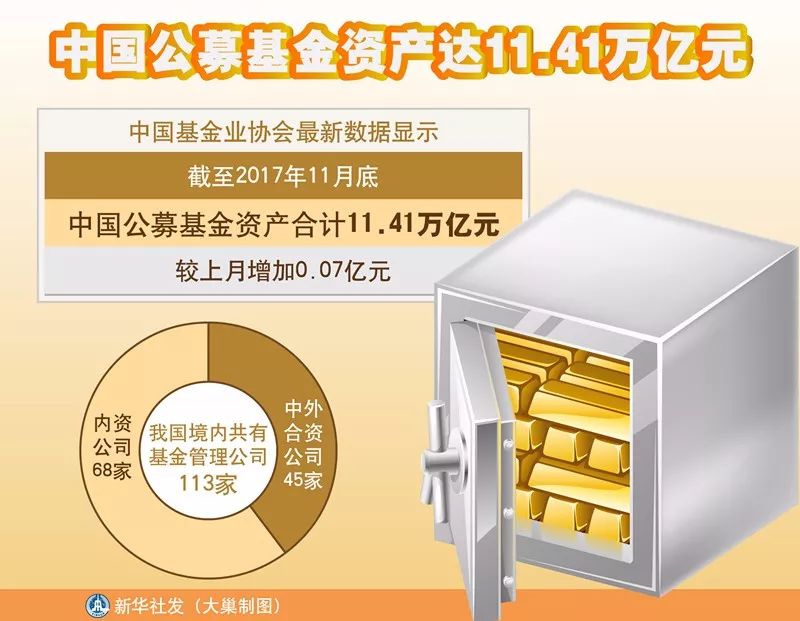 中国公募基金资产达11.41万亿元
中国基金业协会最新数据显示
截至2017年11月底
中国公募基金资产合计11.41万亿元
较上月增加0.07亿元
内资
公司
68家
我国境内共有
基金管理公司
113家
中外
合资
公司
45家
新华社发（大巢制图）